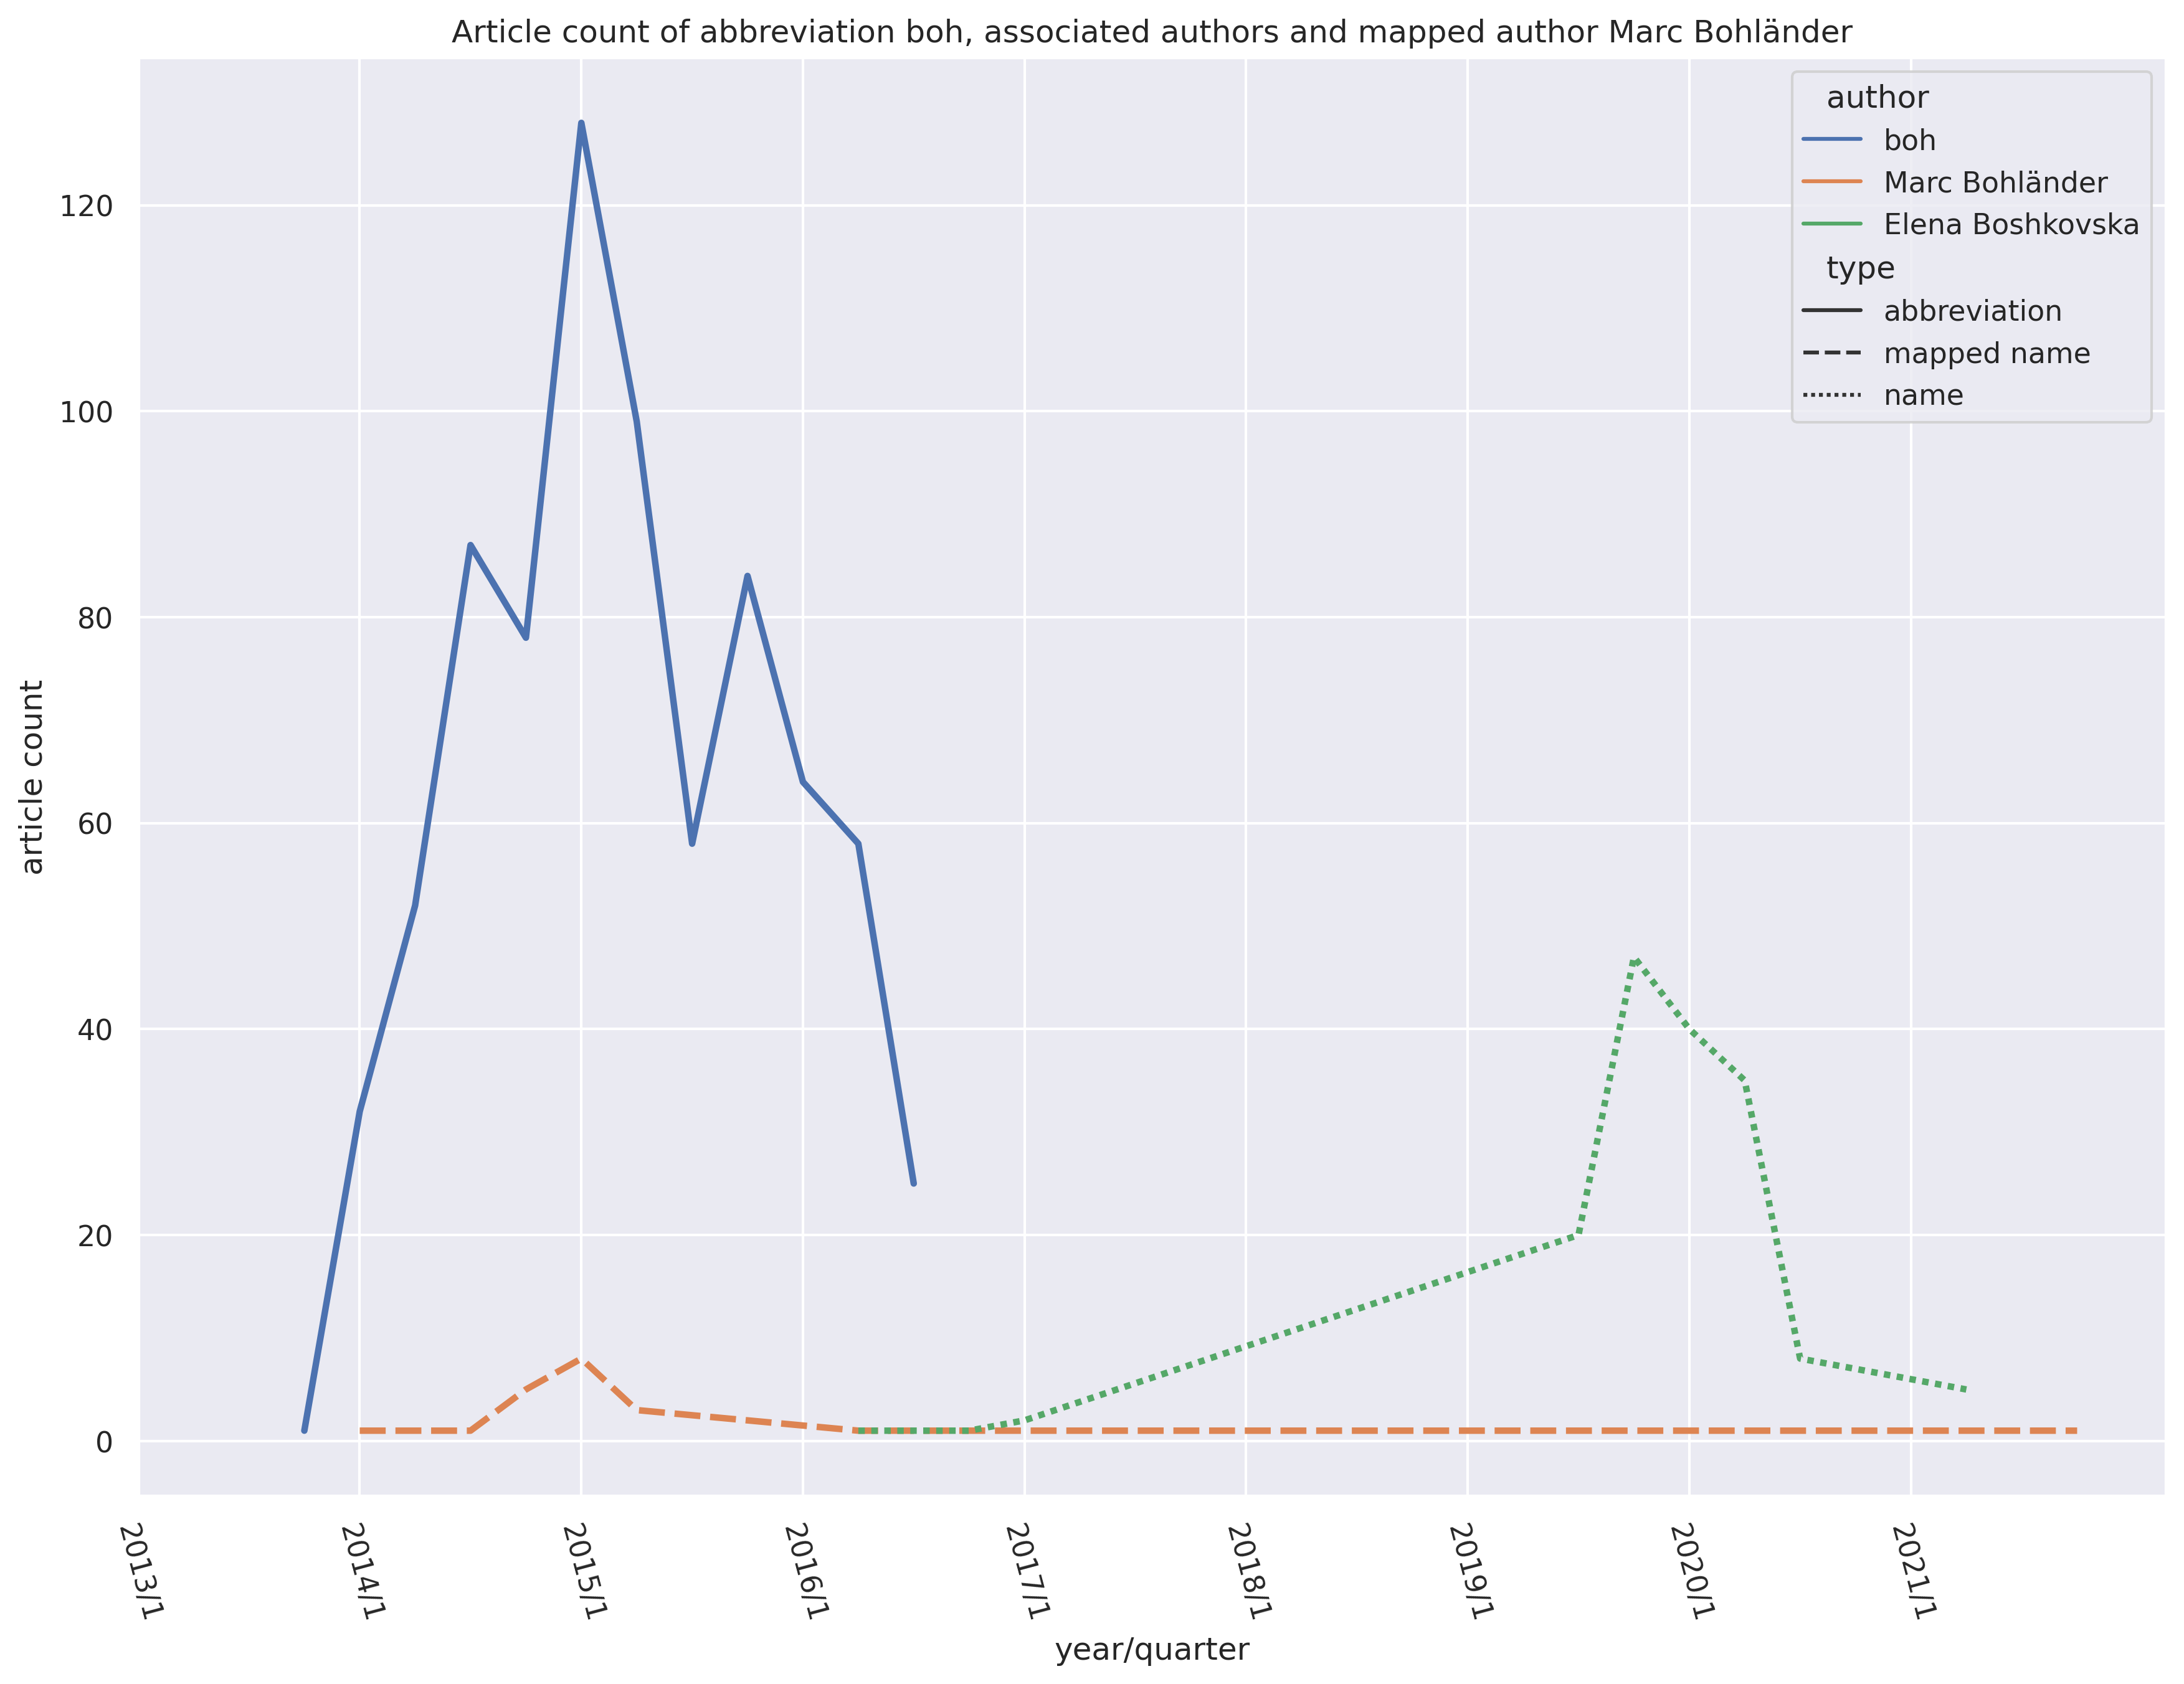 Article count of abbreviation boh, associated authors and mapped author Marc Bohländer
author
boh
Marc Bohländer
Elena Boshkovska
type
abbreviation
mapped name
name
article count
120
100
80
60
40
20
0
2013/1
2014/1
2015/1
2016/1
2017/1
2018/1
2019/1
2020/1
2021/1
year/quarter